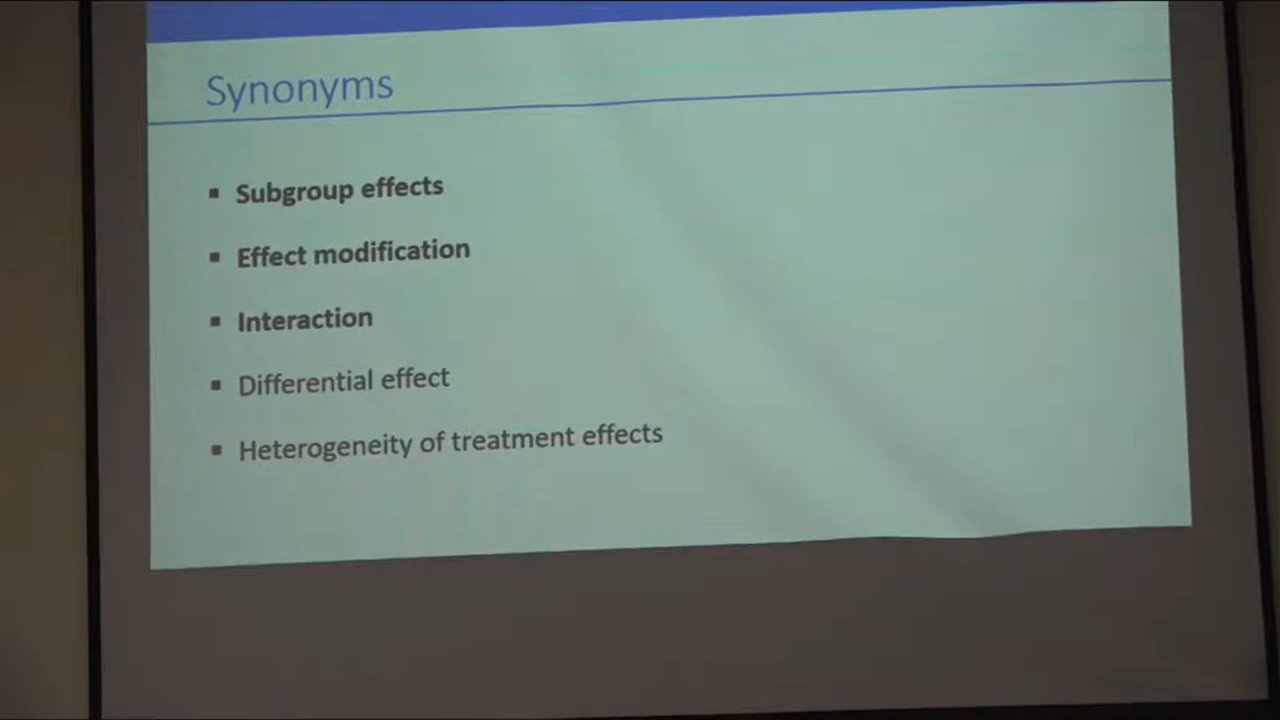 Synonyms
▪ Subgroup effects
▪ Effect modification
▪ Interaction
▪ Differential effect
▪ Heterogeneity of treatment effects